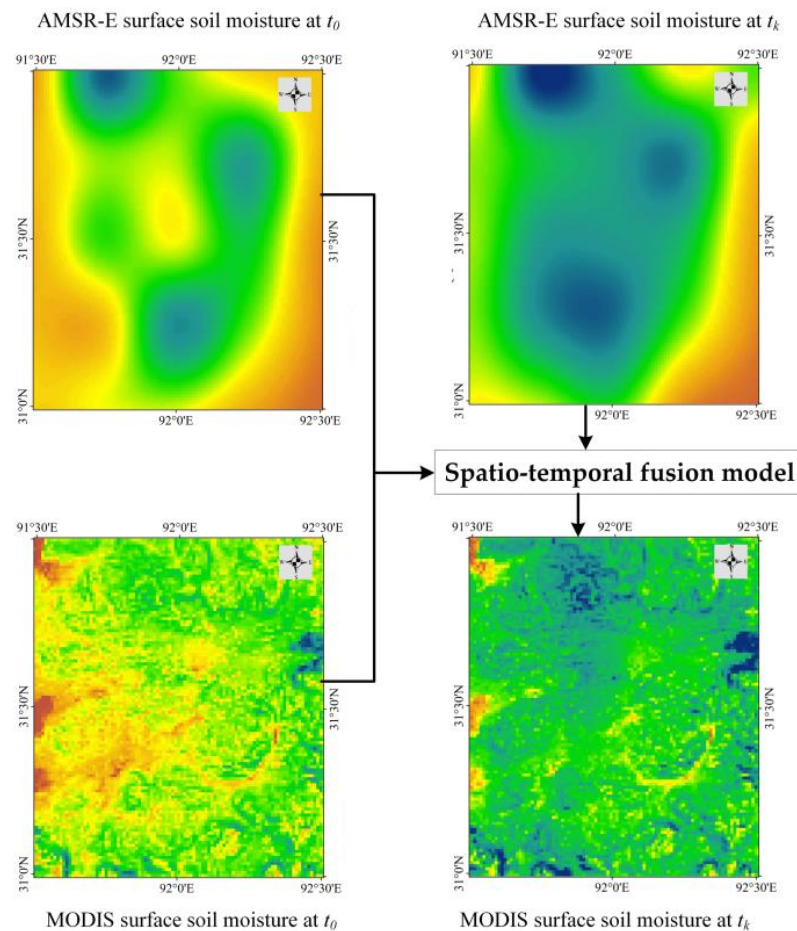 AMSR-E surface soil moisture at t0
AMSR-E surface soil moisture at tk
91°30'E 92°0'E 92°30'E
91°30'E 92°0'E 92°30'E
N
W E
S
N
W E
S
31°30'N
31°30'N
31°30'N
31°30'N
31°0'N
31°0'N
92°0'E 92°30'E
92°0'E 92°30'E
Spatio-temporal fusion model
91°30'E 92°0'E 92°30'E
91°30'E 92°0'E 92°30'E
N
W E
S
N
W E
S
31°30'N
31°30'N
31°30'N
31°30'N
31°0'N
31°0'N
92°0'E 92°30'E
92°0'E 92°30'E
MODIS surface soil moisture at t0
MODIS surface soil moisture at tk